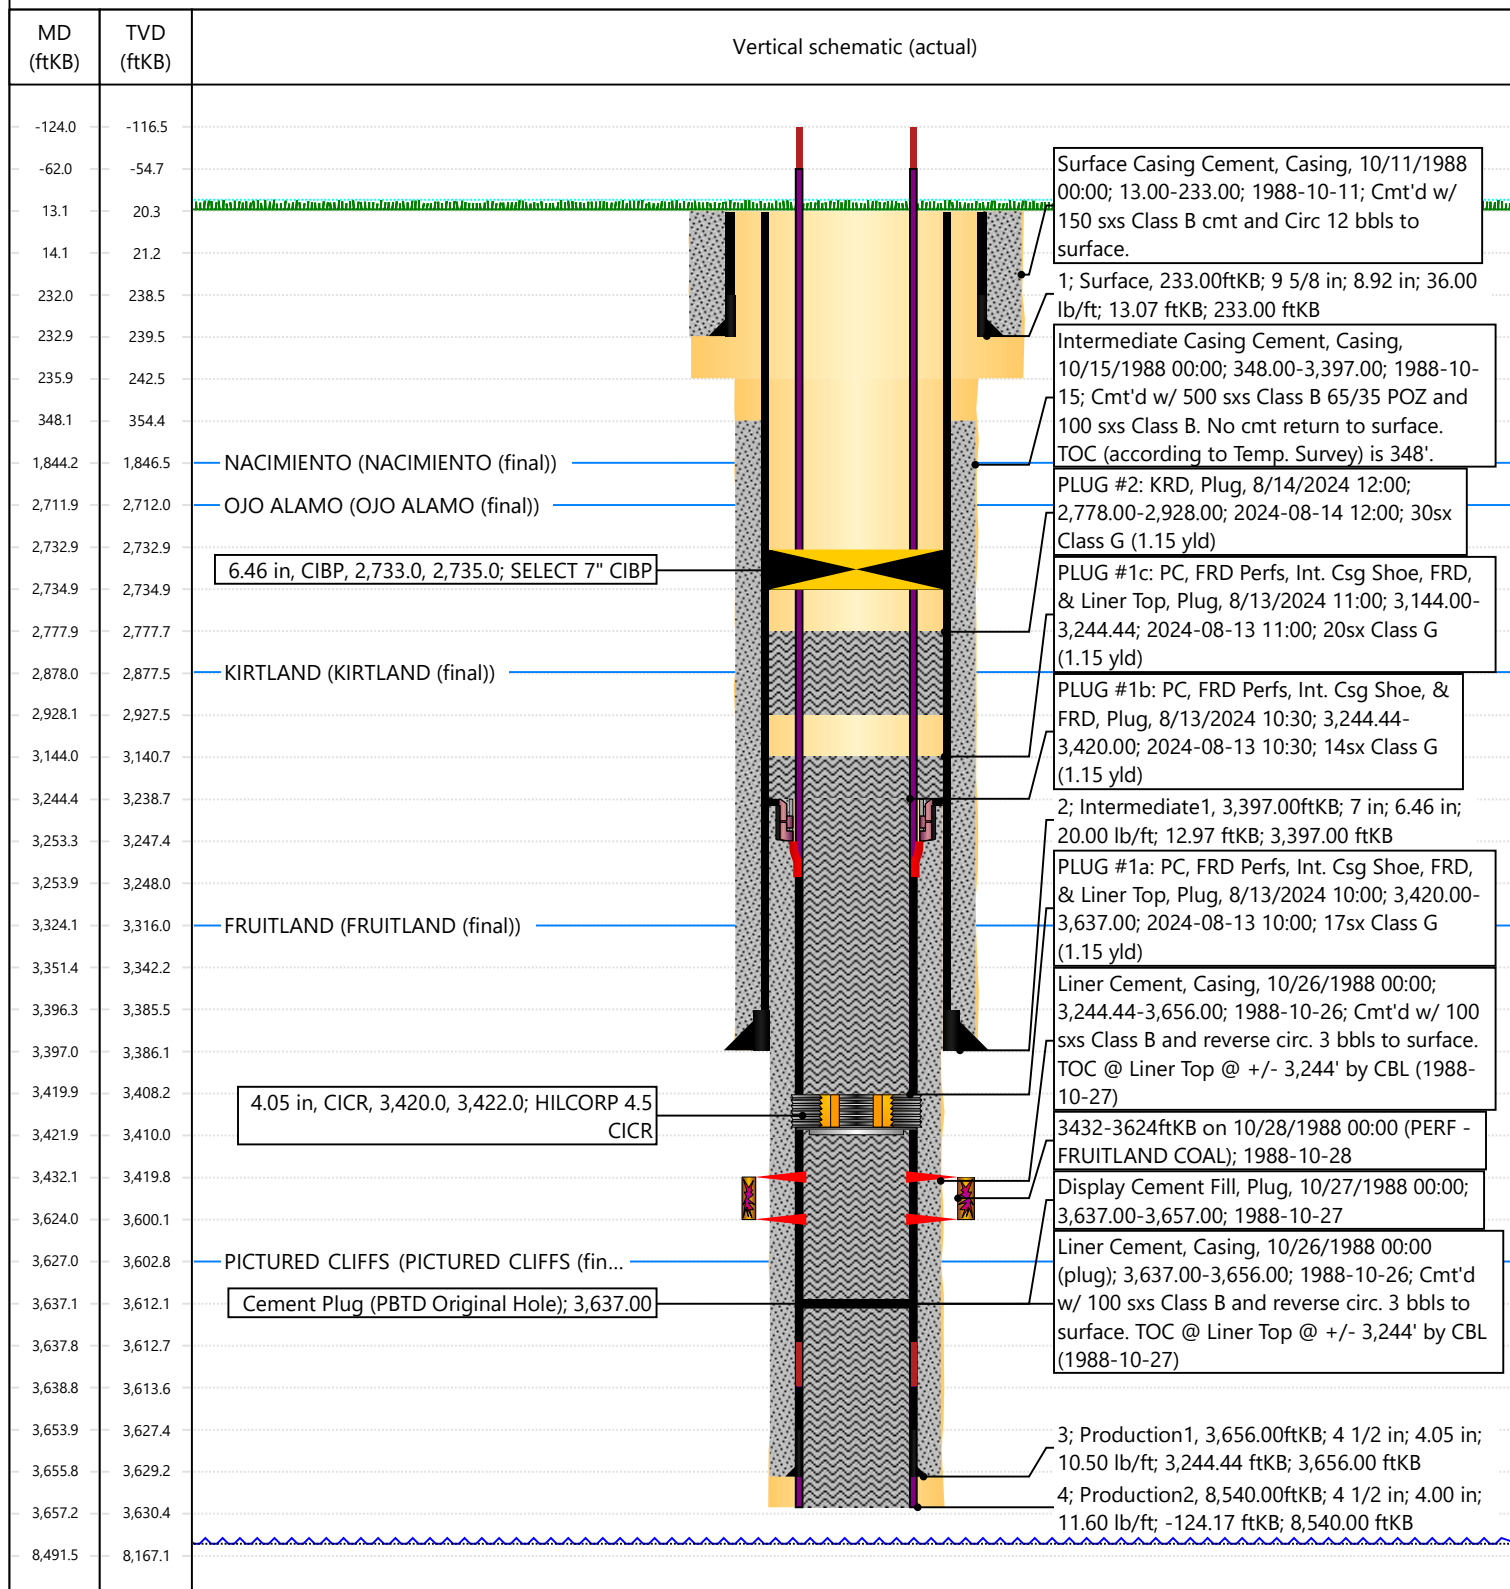 MD
(ftKB)
TVD
(ftKB)
Vertical schematic (actual)
-124.0 -116.5
-62.0 -54.7
13.1 20.3
14.1 21.2
232.0 238.5
232.9 239.5
235.9 242.5
348.1 354.4
1,844.2 1,846.5
2,711.9 2,712.0
2,732.9 2,732.9
2,734.9 2,734.9
2,777.9 2,777.7
2,878.0 2,877.5
2,928.1 2,927.5
3,144.0 3,140.7
3,244.4 3,238.7
3,253.3 3,247.4
3,253.9 3,248.0
3,324.1 3,316.0
3,351.4 3,342.2
3,396.3 3,385.5
3,397.0 3,386.1
3,419.9 3,408.2
3,421.9 3,410.0
3,432.1 3,419.8
3,624.0 3,600.1
3,627.0 3,602.8
3,637.1 3,612.1
3,637.8 3,612.7
3,638.8 3,613.6
3,653.9 3,627.4
3,655.8 3,629.2
3,657.2 3,630.4
8,491.5 8,167.1
NACIMIENTO (NACIMIENTO (final))
OJO ALAMO (OJO ALAMO (final))
6.46 in, CIBP, 2,733.0, 2,735.0; SELECT 7" CIBP
KIRTLAND (KIRTLAND (final))
FRUITLAND (FRUITLAND (final))
4.05 in, CICR, 3,420.0, 3,422.0; HILCORP 4.5
CICR
PICTURED CLIFFS (PICTURED CLIFFS (fin...
Cement Plug (PBTD Original Hole); 3,637.00
Surface Casing Cement, Casing, 10/11/1988
00:00; 13.00-233.00; 1988-10-11; Cmt'd w/
150 sxs Class B cmt and Circ 12 bbls to
surface.
1; Surface, 233.00ftKB; 9 5/8 in; 8.92 in; 36.00
lb/ft; 13.07 ftKB; 233.00 ftKB
Intermediate Casing Cement, Casing,
10/15/1988 00:00; 348.00-3,397.00; 1988-10-
15; Cmt'd w/ 500 sxs Class B 65/35 POZ and
100 sxs Class B. No cmt return to surface.
TOC (according to Temp. Survey) is 348'.
PLUG #2: KRD, Plug, 8/14/2024 12:00;
2,778.00-2,928.00; 2024-08-14 12:00; 30sx
Class G (1.15 yld)
PLUG #1c: PC, FRD Perfs, Int. Csg Shoe, FRD,
& Liner Top, Plug, 8/13/2024 11:00; 3,144.00-
3,244.44; 2024-08-13 11:00; 20sx Class G
(1.15 yld)
PLUG #1b: PC, FRD Perfs, Int. Csg Shoe, &
FRD, Plug, 8/13/2024 10:30; 3,244.44-
3,420.00; 2024-08-13 10:30; 14sx Class G
(1.15 yld)
2; Intermediate1, 3,397.00ftKB; 7 in; 6.46 in;
20.00 lb/ft; 12.97 ftKB; 3,397.00 ftKB
PLUG #1a: PC, FRD Perfs, Int. Csg Shoe, FRD,
& Liner Top, Plug, 8/13/2024 10:00; 3,420.00-
3,637.00; 2024-08-13 10:00; 17sx Class G
(1.15 yld)
Liner Cement, Casing, 10/26/1988 00:00;
3,244.44-3,656.00; 1988-10-26; Cmt'd w/ 100
sxs Class B and reverse circ. 3 bbls to surface.
TOC @ Liner Top @ +/- 3,244' by CBL (1988-
10-27)
3432-3624ftKB on 10/28/1988 00:00 (PERF -
FRUITLAND COAL); 1988-10-28
Display Cement Fill, Plug, 10/27/1988 00:00;
3,637.00-3,657.00; 1988-10-27
Liner Cement, Casing, 10/26/1988 00:00
(plug); 3,637.00-3,656.00; 1988-10-26; Cmt'd
w/ 100 sxs Class B and reverse circ. 3 bbls to
surface. TOC @ Liner Top @ +/- 3,244' by CBL
(1988-10-27)
3; Production1, 3,656.00ftKB; 4 1/2 in; 4.05 in;
10.50 lb/ft; 3,244.44 ftKB; 3,656.00 ftKB
4; Production2, 8,540.00ftKB; 4 1/2 in; 4.00 in;
11.60 lb/ft; -124.17 ftKB; 8,540.00 ftKB